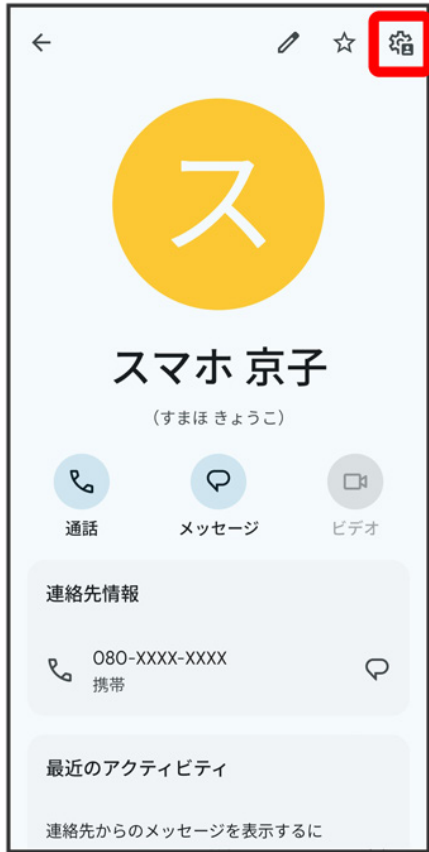 ス
スマホ 京子
（すまほ きょうこ）
通話
メッセージ
ビデオ
連絡先情報
080-XXXX-XXXX
携帯
最近のアクティビティ
連絡先からのメッセージを表示するに